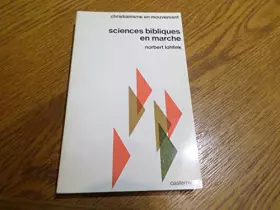 christianisme en mouvement
sciences bibliques
en marche
norbert lohfink
casterman